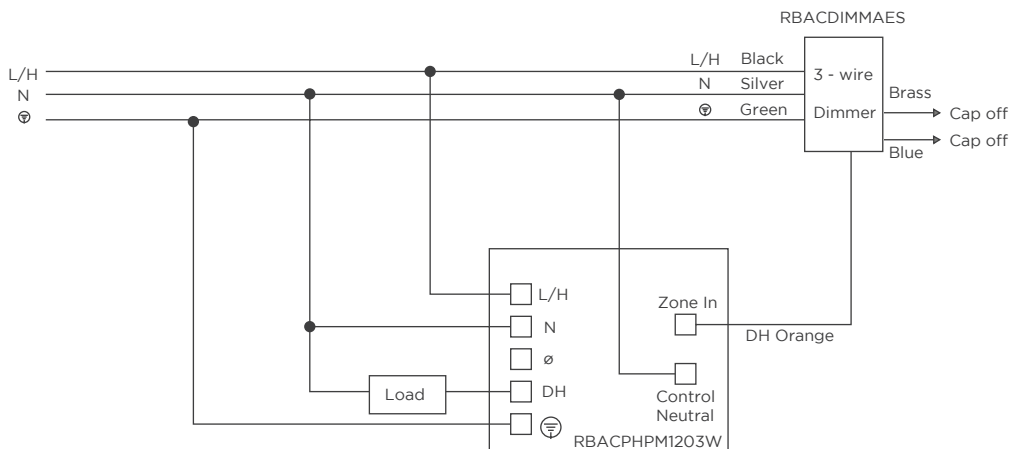 RBACDIMMAES
L/H
N
L/H Black
N Silver
Green
3 - wire
Dimmer
Brass
Cap off
Blue
Cap off
L/H
N
ø
DH
Load
Zone In
DH Orange
Control
Neutral
RBACPHPM1203W